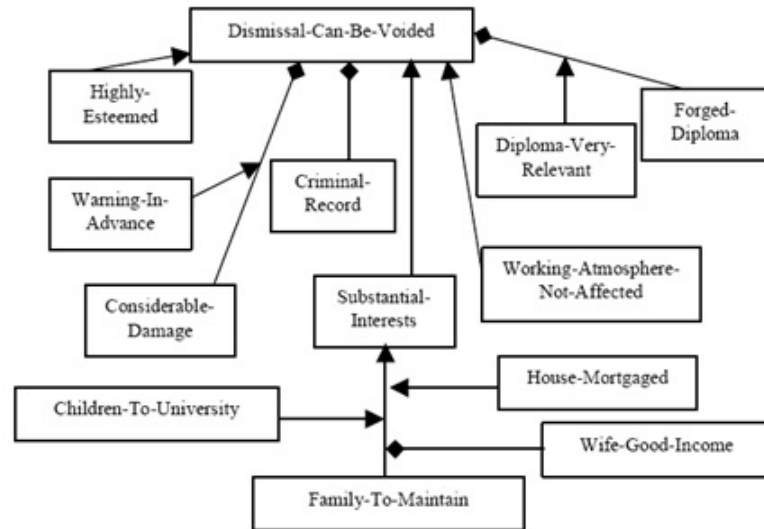 Dismissal-Can-Be-Voided
Highly-
Esteemed
Forged-
Diploma
Diploma-Very-
Relevant
Criminal-
Record
Warning-In-
Advance
Working-Atmosphere-
Not-Affected
Considerable-
Damage
Substantial-
Interests
House-Mortgaged
Children-To-University
Wife-Good-Income
Family-To-Maintain